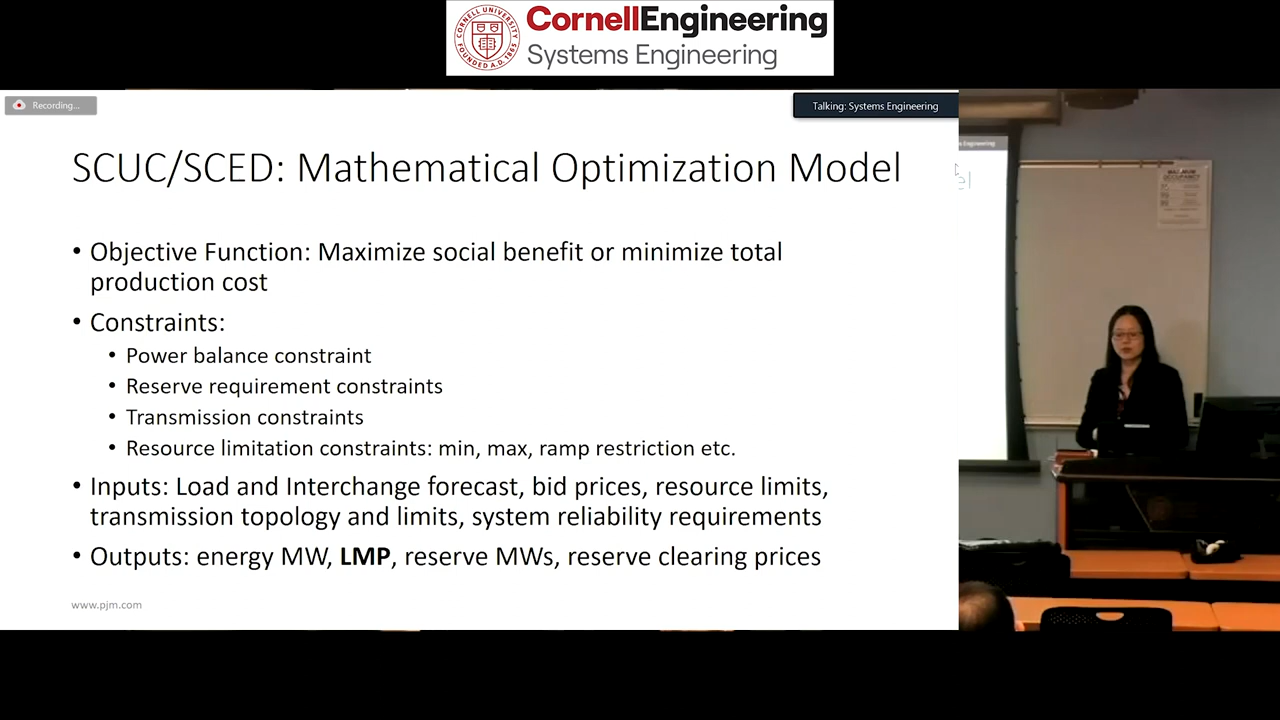 CornellEngineering
Systems Engineering
Recording...
Talking: Systems Engineering
SCUC/SCED: Mathematical Optimization Model
• Objective Function: Maximize social benefit or minimize total
production cost
• Constraints:
• Power balance constraint
• Reserve requirement constraints
• Transmission constraints
• Resource limitation constraints: min, max, ramp restriction etc.
• Inputs: Load and Interchange forecast, bid prices, resource limits,
transmission topology and limits, system reliability requirements
• Outputs: energy MW, LMP, reserve MWs, reserve clearing prices
www.pjm.com